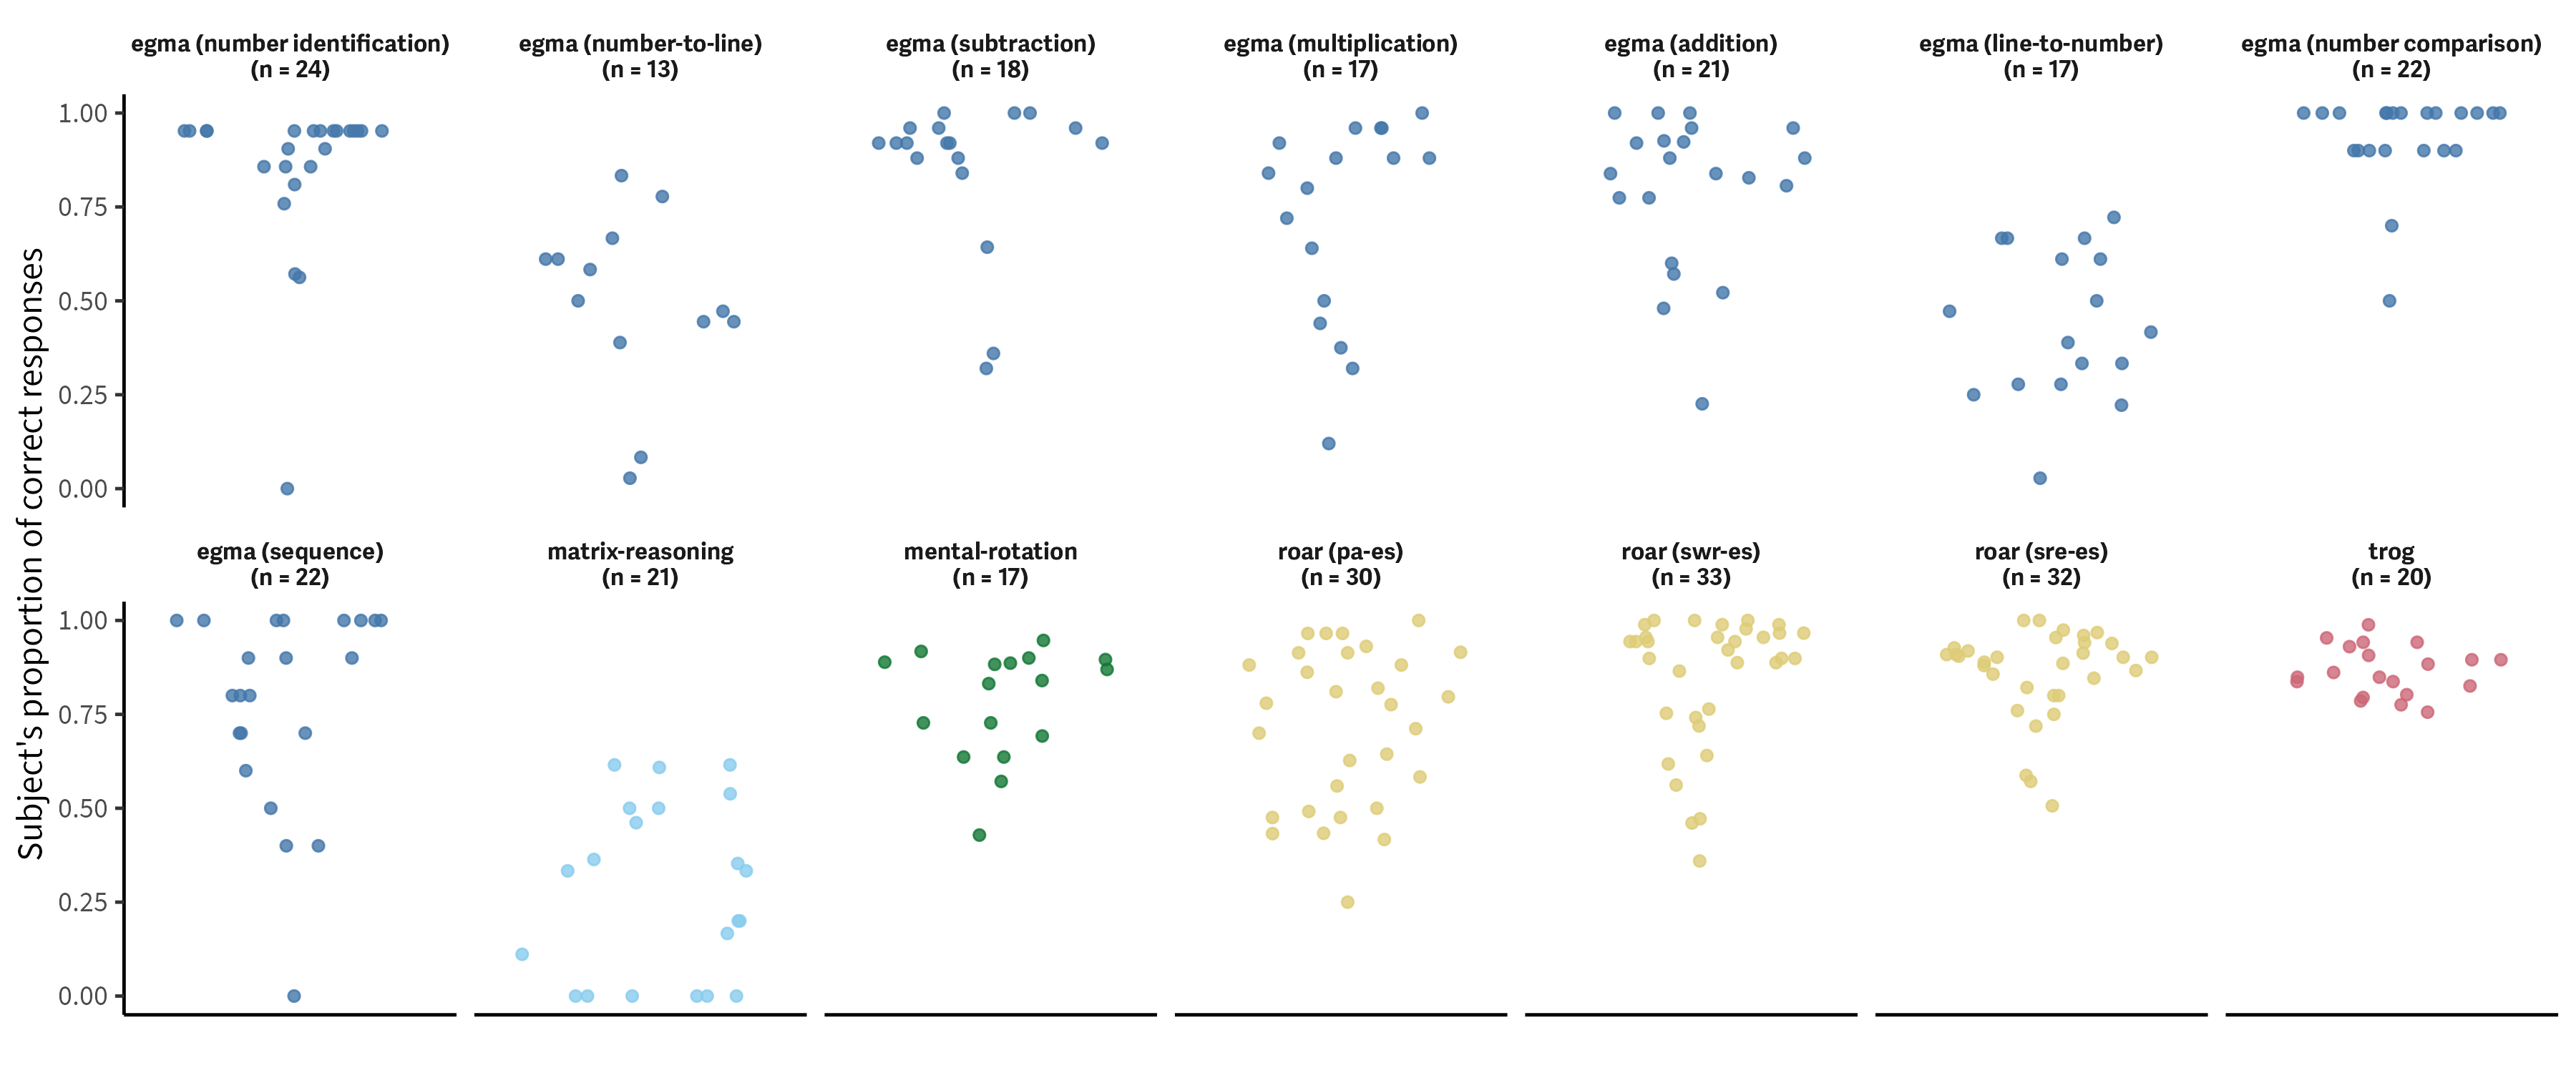 egma (number identification)
(n = 24)
egma (number-to-line)
(n = 13)
egma (subtraction)
(n = 18)
egma (multiplication)
(n = 17)
egma (addition)
(n = 21)
egma (line-to-number)
(n = 17)
egma (number comparison)
(n = 22)
1.00
0.75
0.50
0.25
0.00
Subject's proportion of correct responses
egma (sequence)
(n = 22)
matrix-reasoning
(n = 21)
mental-rotation
(n = 17)
roar (pa-es)
(n = 30)
roar (swr-es)
(n = 33)
roar (sre-es)
(n = 32)
trog
(n = 20)
1.00
0.75
0.50
0.25
0.00